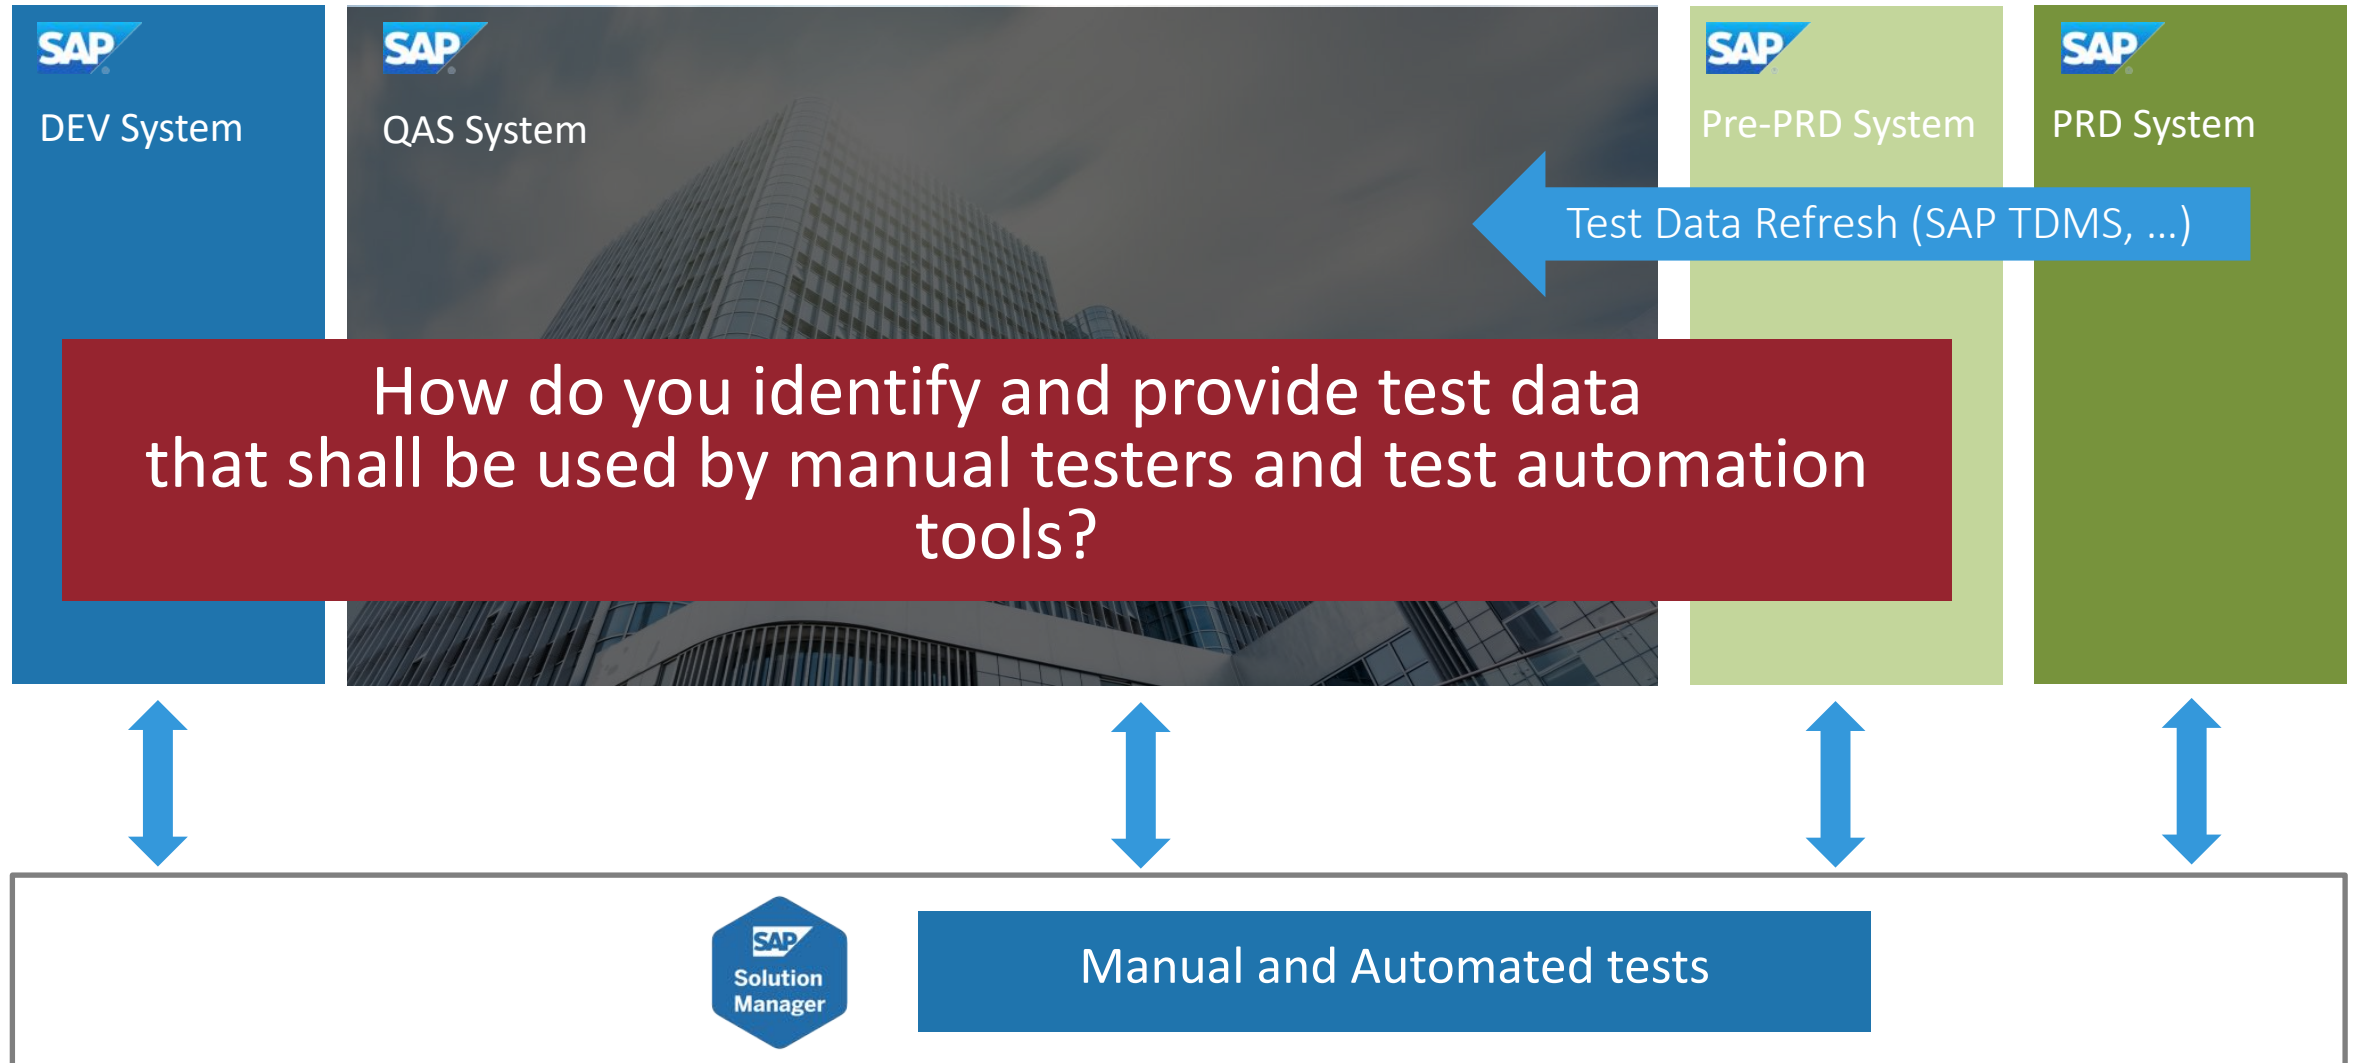 SAP
DEV System
SAP
QAS System
SAP
Pre-PRD System
SAP
PRD System
Test Data Refresh (SAP TDMS, ...)
How do you identify and provide test data
that shall be used by manual testers and test automation
tools?
SAP
Solution
Manager
Manual and Automated tests